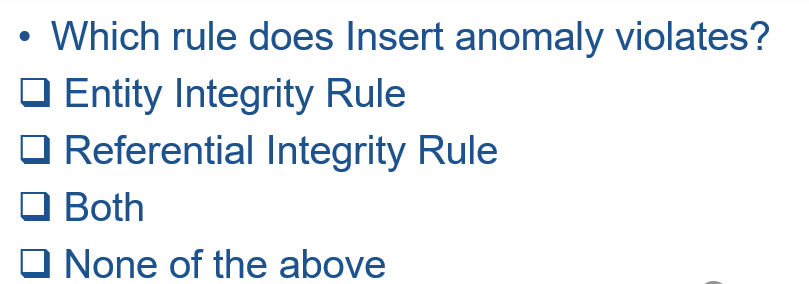 • Which rule does Insert anomaly violates?
❑ Entity Integrity Rule
❑ Referential Integrity Rule
❑ Both
❑ None of the above